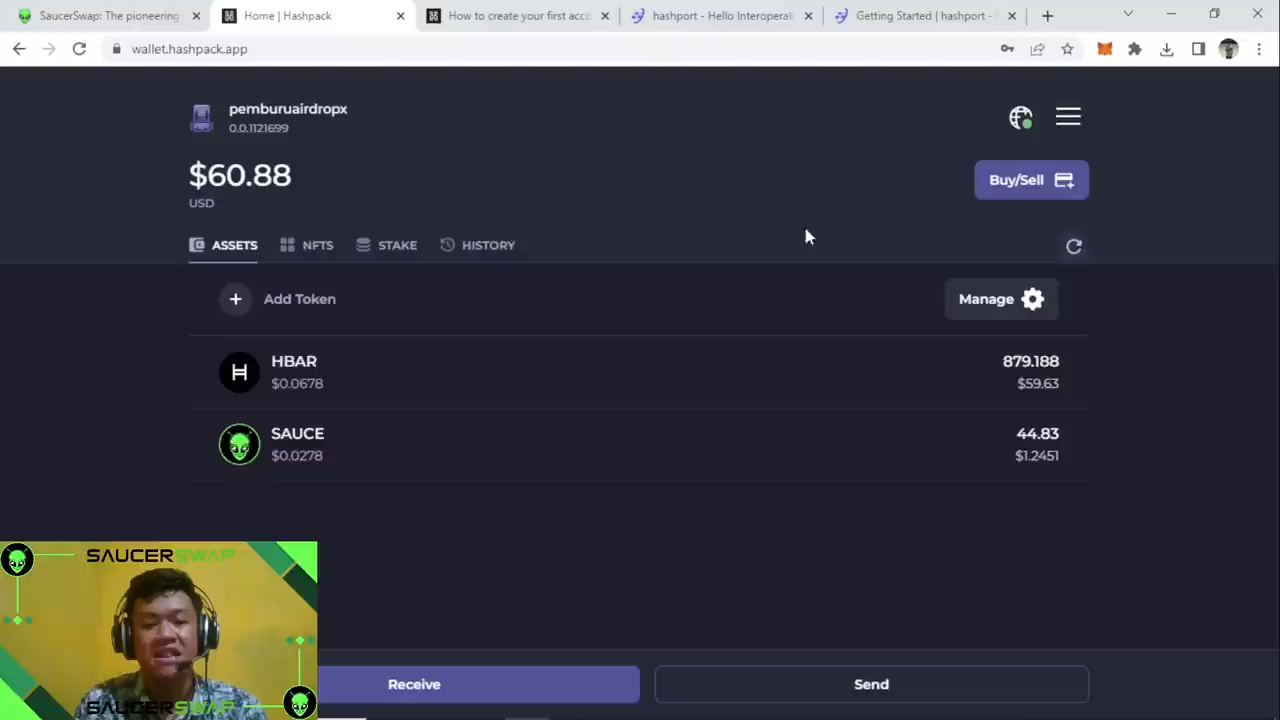 SaucerSwap: The pioneering
Home | Hashpack
How to create your first acco
hashport - Hello Interoperal
Getting Started | hashport -
wallet.hashpack.app
pemburuairdropx
0.0.1121699
$60.88
USD
Buy/Sell
ASSETS NFTS STAKE HISTORY
Add Token
Manage
HBAR 879.188
$0.0678 $59.63
SAUCE 44.83
$0.0278 $1.2451
SAUCERSWAP
Receive
Send
SAUCERSWAP